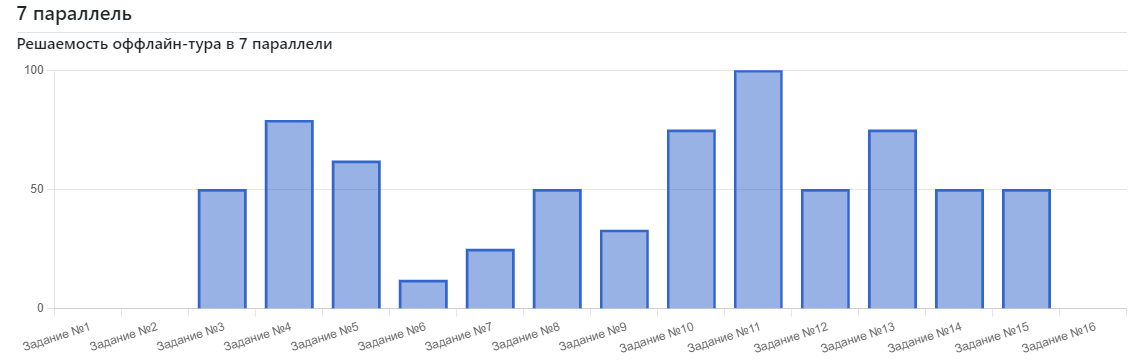 7 параллель
Решаемость оффлайн-тура в 7 параллели
100
50
0
Задание №1
Задание №2
Задание №3
Задание №4
Задание №5
Задание №6
Задание №7
Задание №8
Задание №9
Задание №10
Задание №11
Задание №12
Задание №13
Задание №14
Задание №15
Задание №16